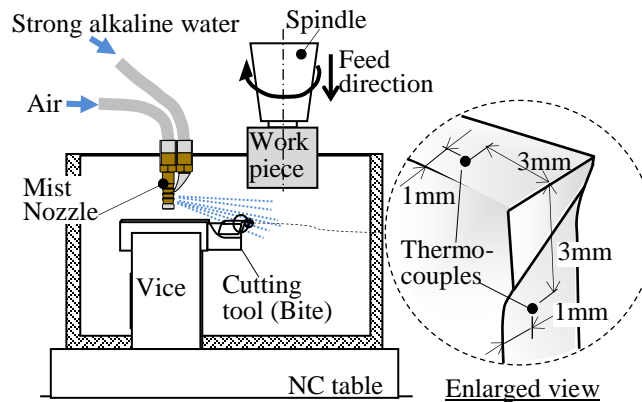 Strong alkaline water
Air
Mist
Nozzle
Spindle
Feed
direction
Work
piece
Vice
Cutting
tool (Bite)
NC table
3mm
1mm
Thermo-
couples
3mm
1mm
Enlarged view